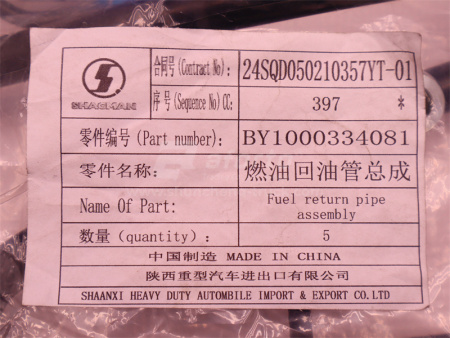 SHACMAN
合同号(Contract No): 24SQD050210357YT-01
序号(Sequence No) CC: 397 *
零件编号(Part number): BY1000334081
零件名称: 燃油回油管总成
Name Of Part: Fuel return pipe
assembly
数量(quantity): 5
中国制造 MADE IN CHINA
陕西重型汽车进出口有限公司
SHAANXI HEAVY DUTY AUTOMBILE IMPORT & EXPORT CO.LTD